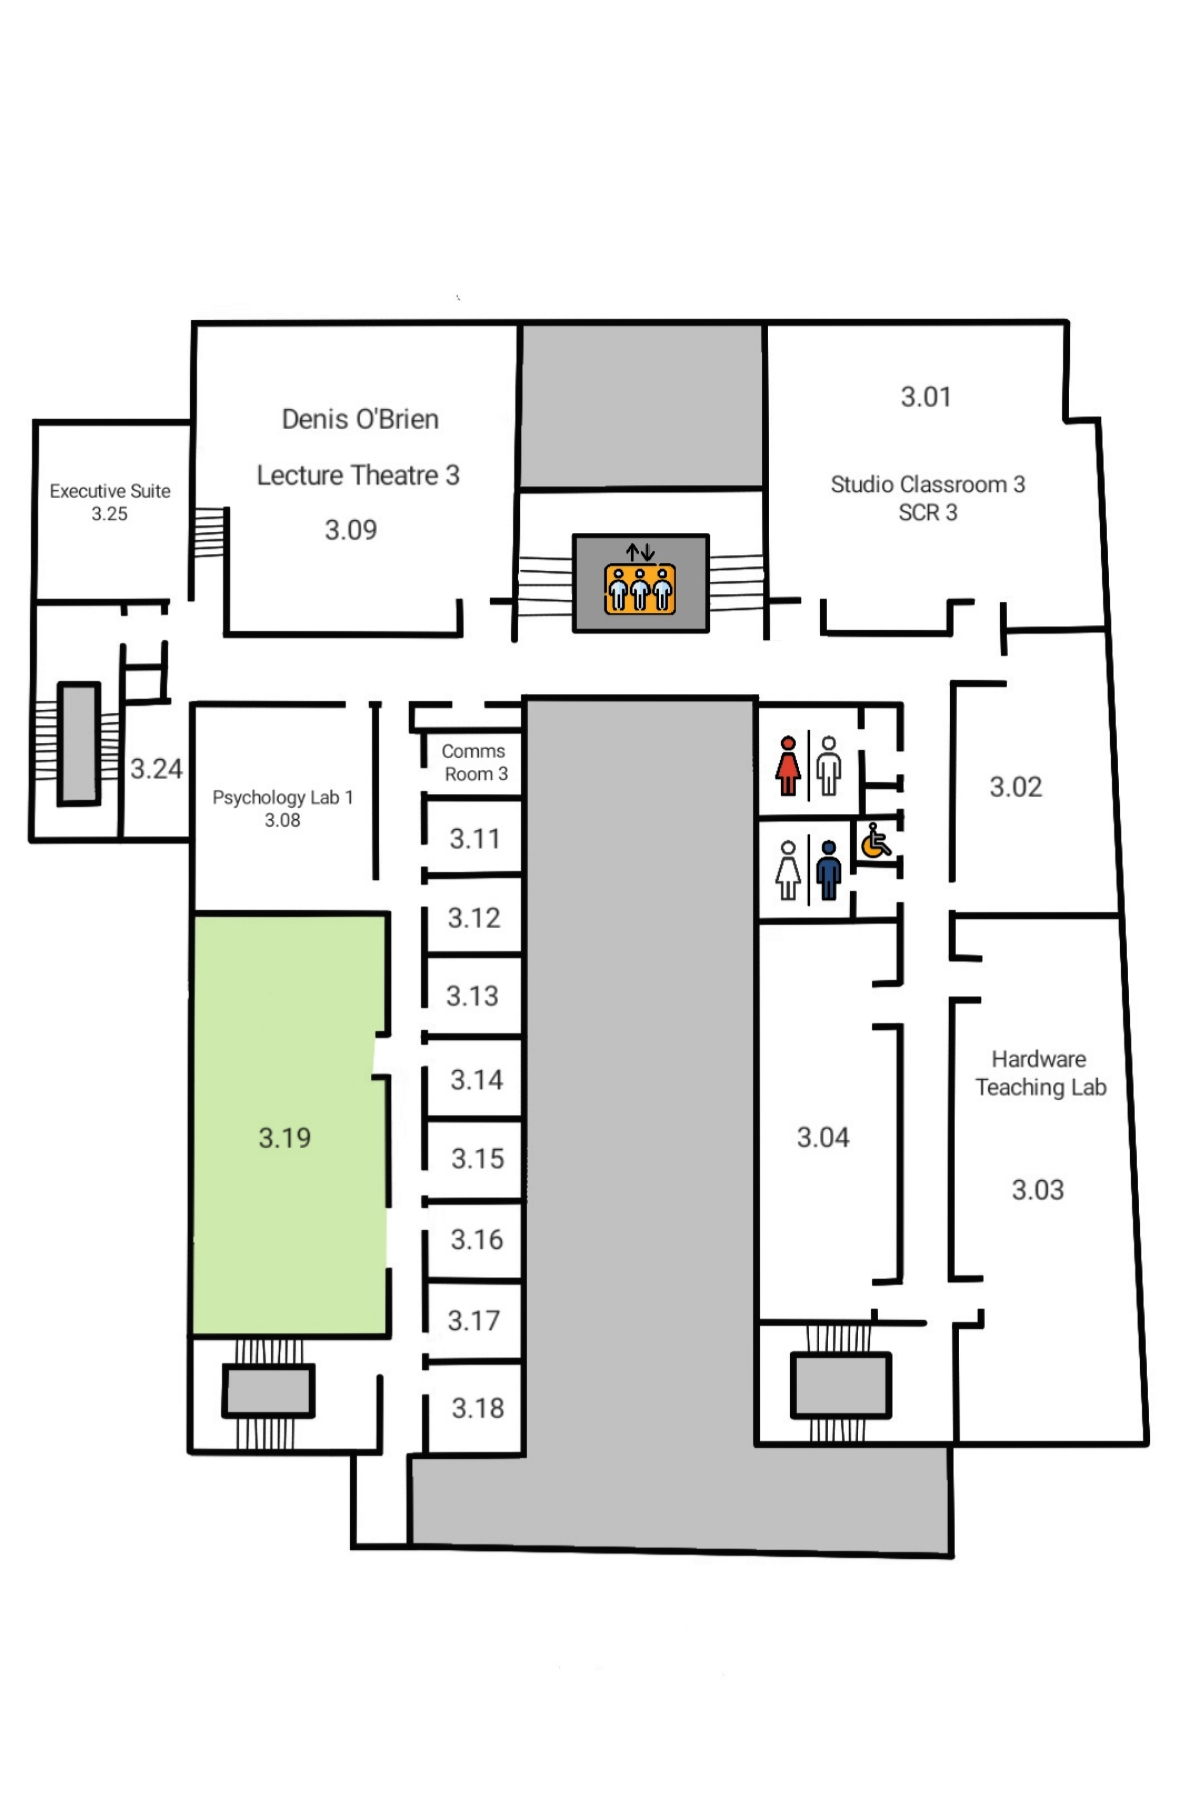 3.01
Denis O'Brien
Lecture Theatre 3
3.09
Executive Suite
3.25
Studio Classroom 3
SCR 3
3.24
Psychology Lab 1
3.08
Comms
Room 3
3.11
3.12
3.13
3.14
3.15
3.16
3.17
3.18
3.19
3.02
3.04
Hardware
Teaching Lab
3.03